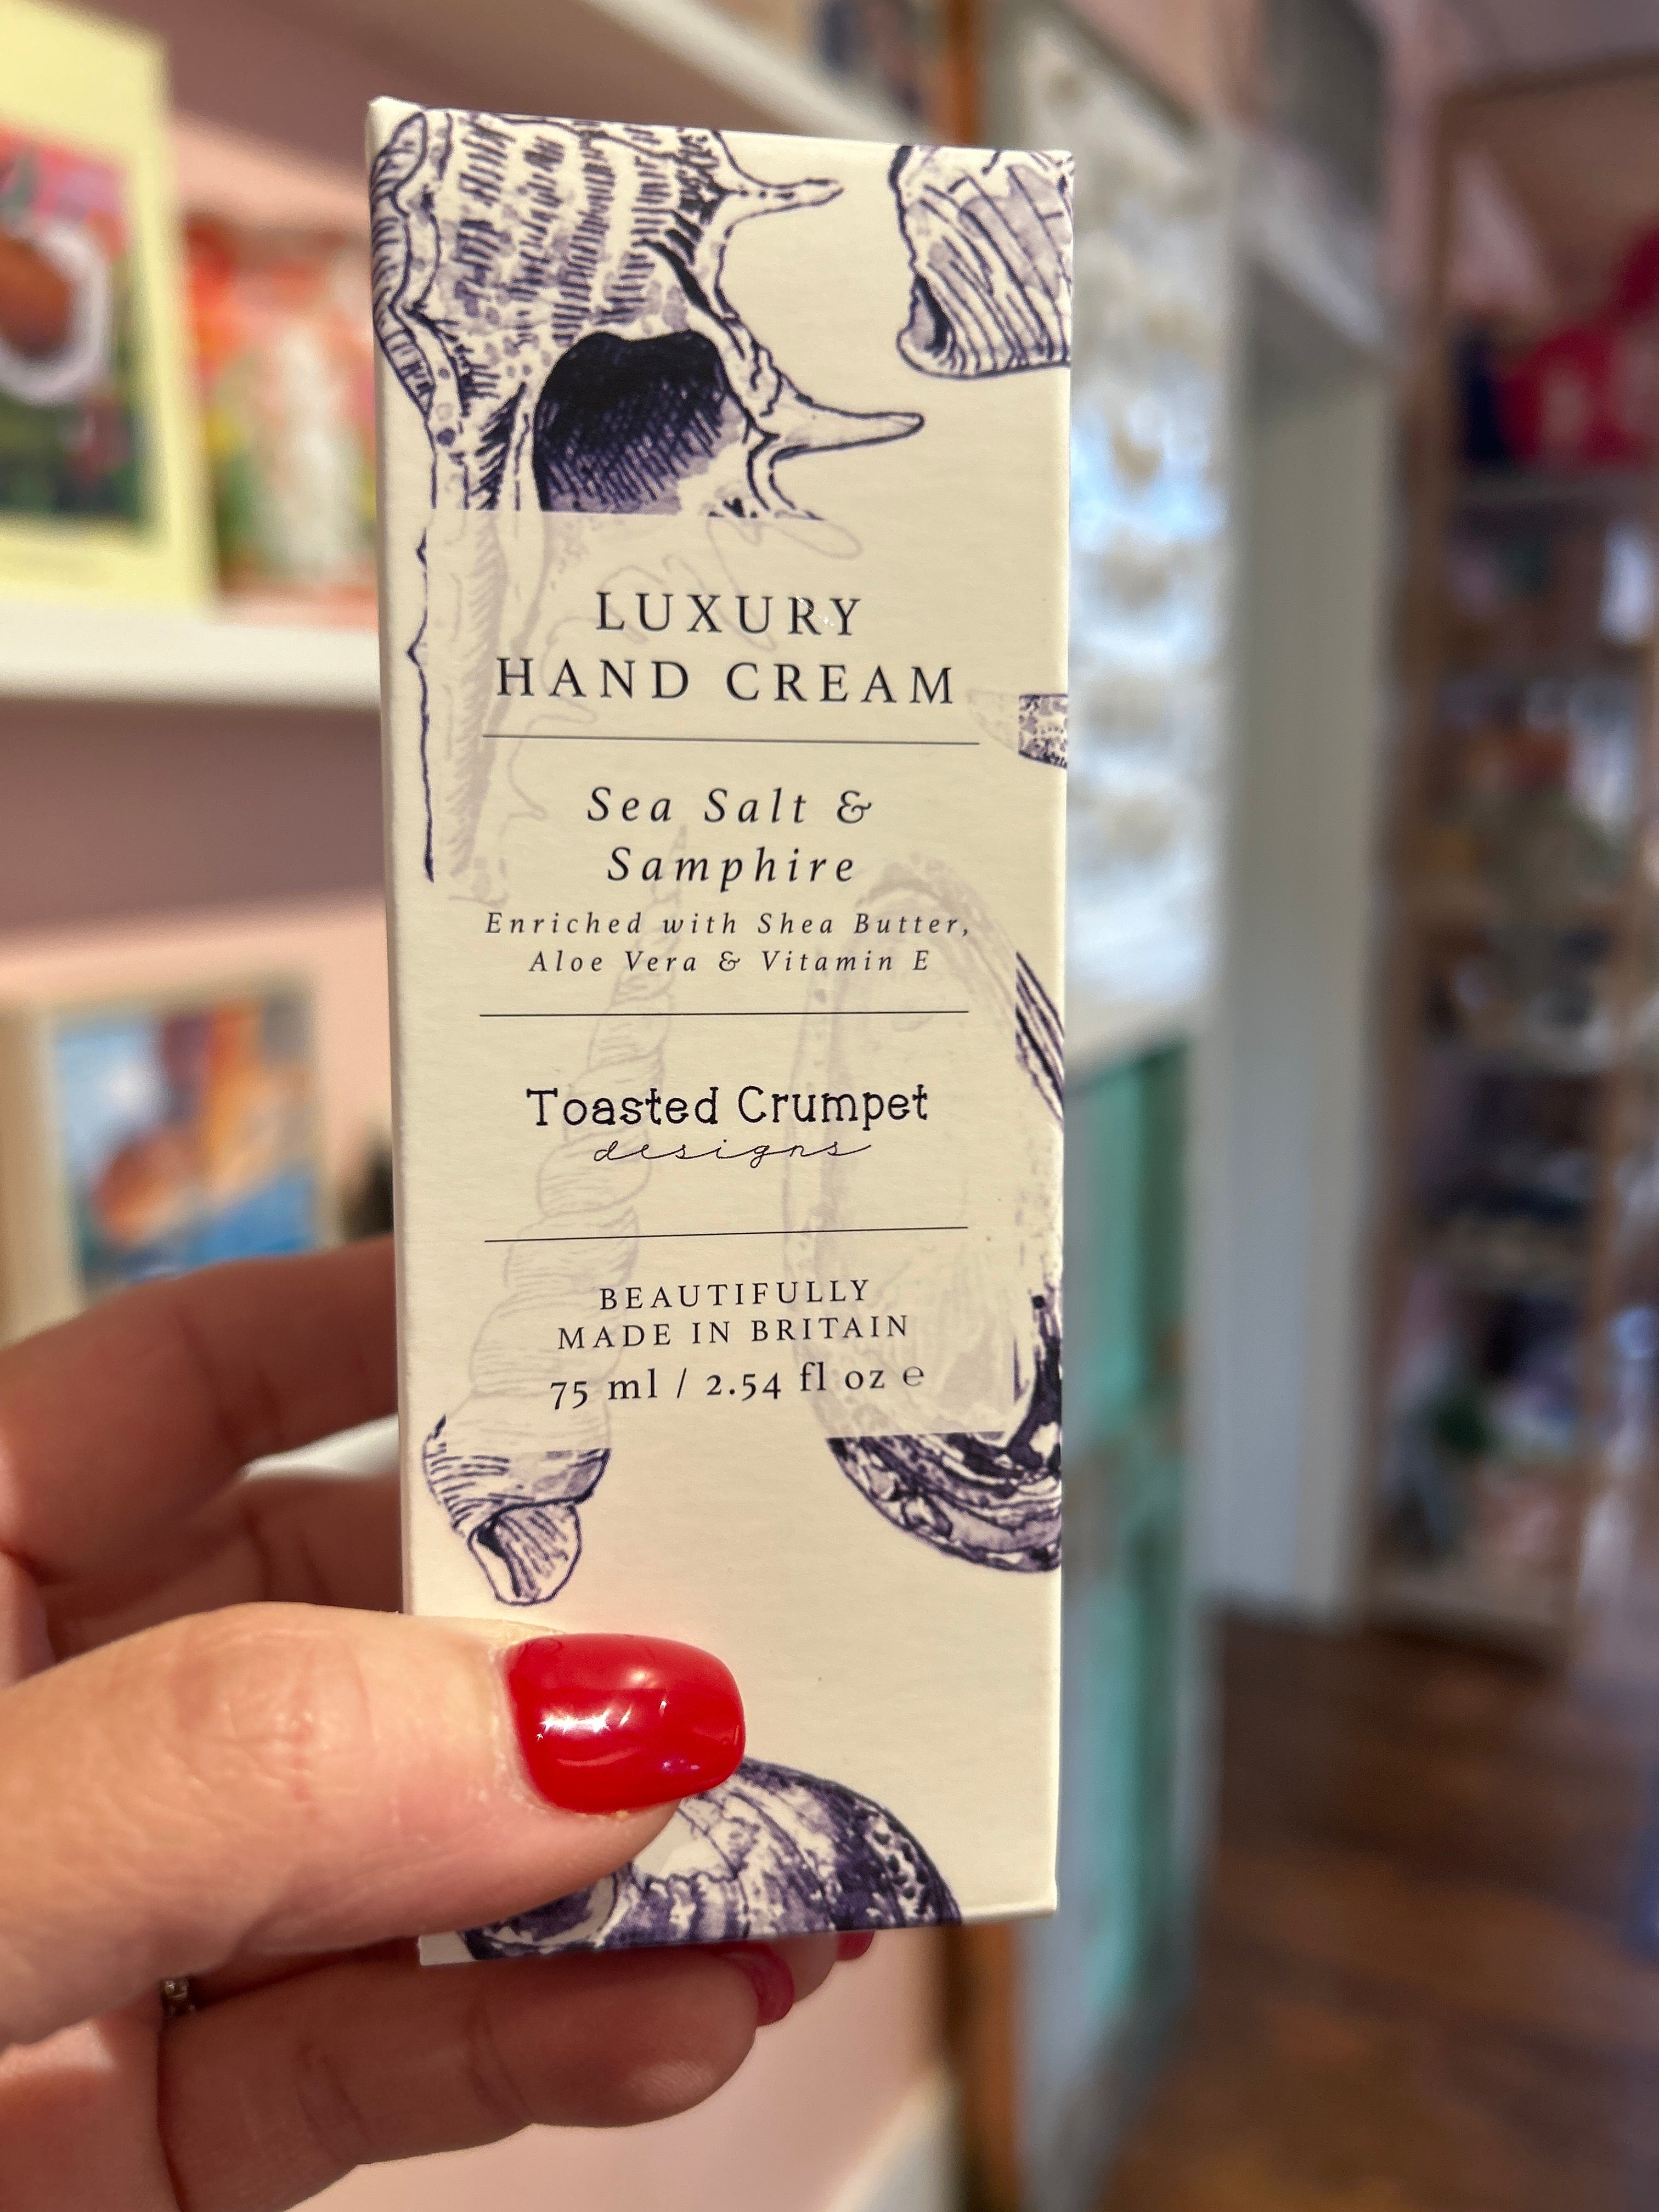 LUXURY
HAND CREAM
Sea Salt &
Samphire
Enriched with Shea Butter,
Aloe Vera & Vitamin E
Toasted Crumpet
designs
BEAUTIFULLY
MADE IN BRITAIN
75 ml / 2.54 fl oz ℮